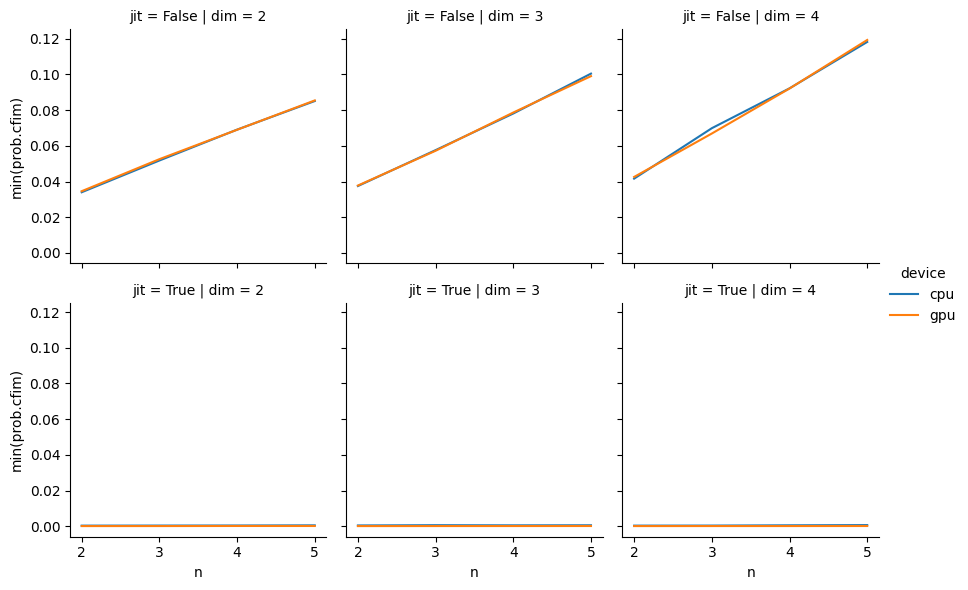 jit = False | dim = 2
jit = False | dim = 3
jit = False | dim = 4
min(prob.cfim)
0.12
0.10
0.08
0.06
0.04
0.02
0.00
device
cpu
gpu
jit = True | dim = 2
jit = True | dim = 3
jit = True | dim = 4
min(prob.cfim)
0.12
0.10
0.08
0.06
0.04
0.02
0.00
2 3 4 5
2 3 4 5
2 3 4 5
n
n
n